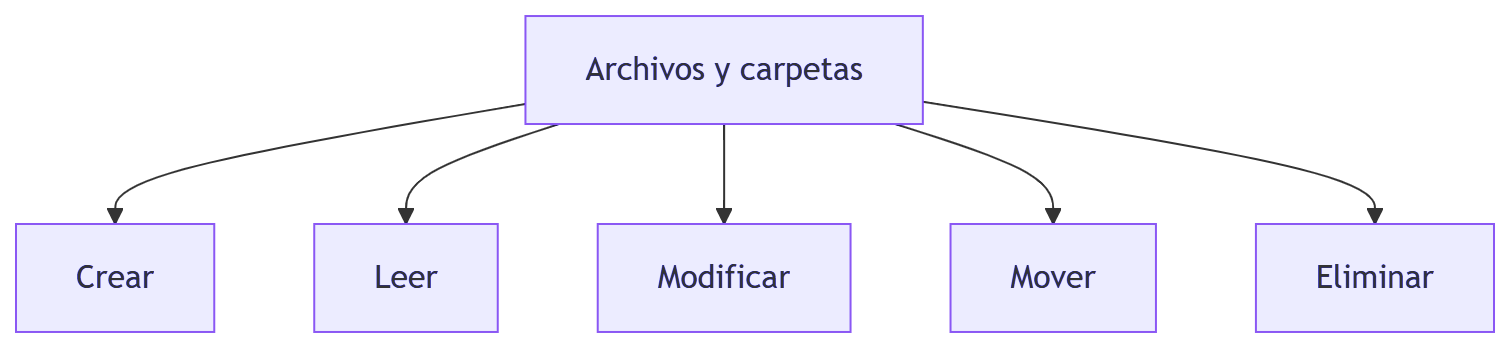 Archivos y carpetas
Crear
Leer
Modificar
Mover
Eliminar